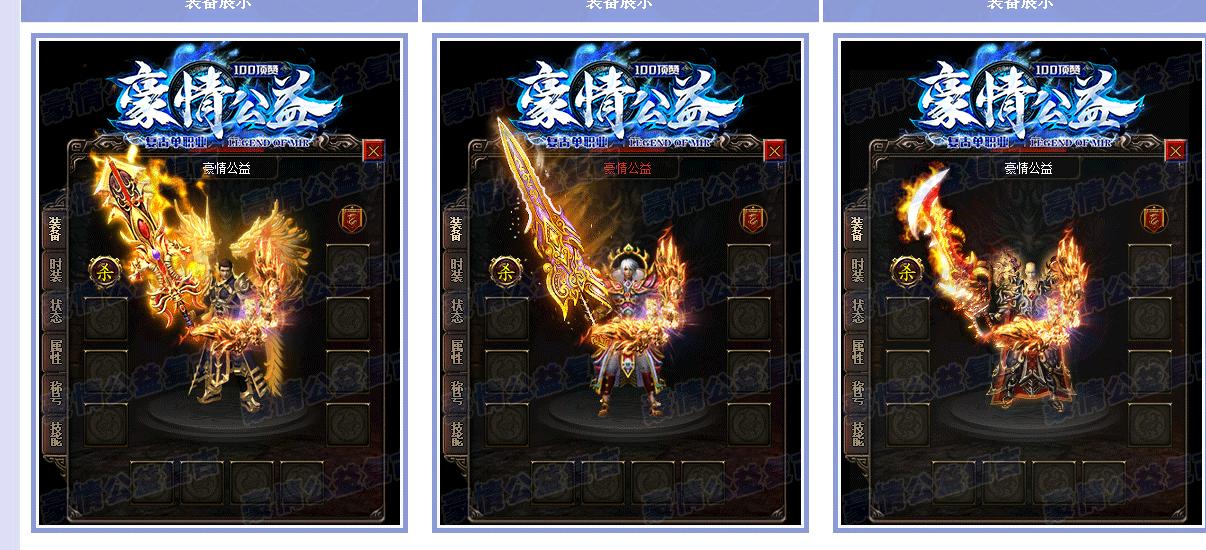 装备展示
装备展示
装备展示
100顶赞
豪情公益
复古单职业 LEGEND OF MIR
豪情公益
杀
装备
时装
状态
属性
称号
技能
100顶赞
豪情公益
复古单职业 LEGEND OF MIR
豪情公益
杀
装备
时装
状态
属性
称号
技能
100顶赞
豪情公益
复古单职业 LEGEND OF MIR
豪情公益
杀
装备
时装
状态
属性
称号
技能